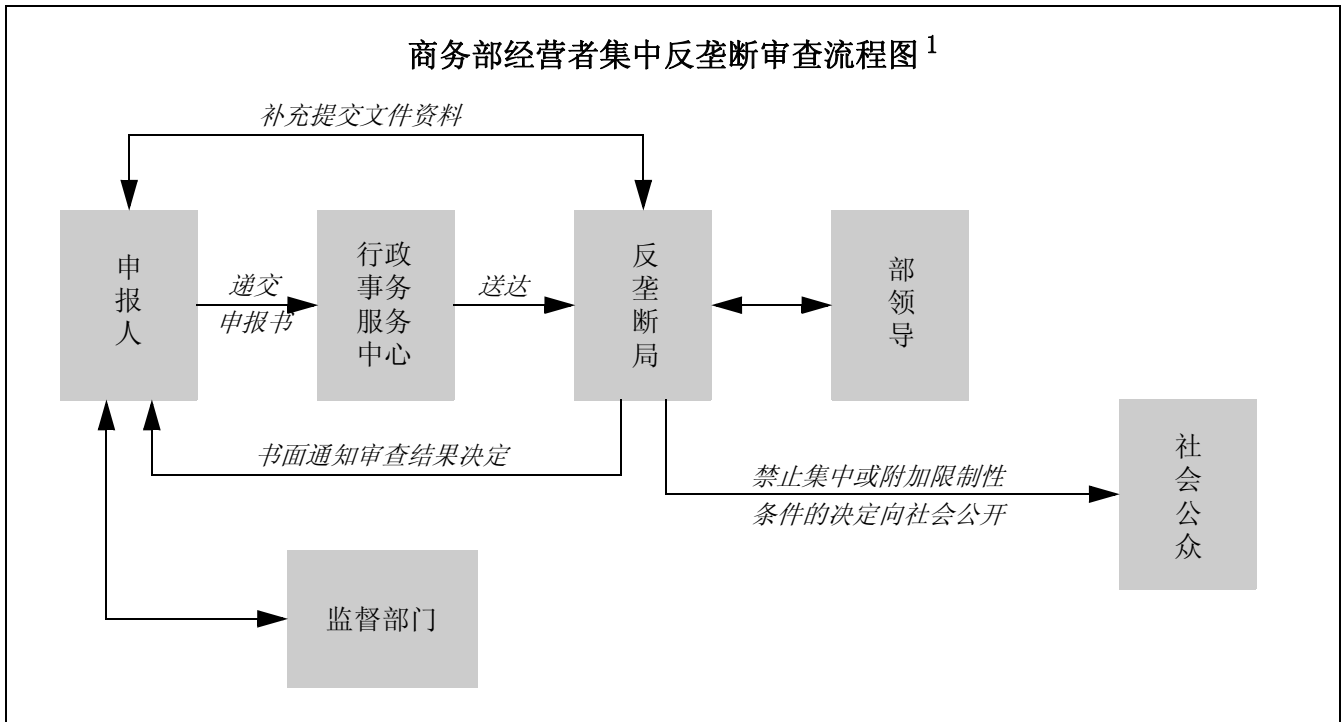 商务部经营者集中反垄断审查流程图1
补充提交文件资料
申
报
人
递交
申报书
行政
事务
服务
中心
送达
反
垄
断
局
部
领
导
书面通知审查结果决定
禁止集中或附加限制性
条件的决定向社会公开
社
会
公
众
监督部门